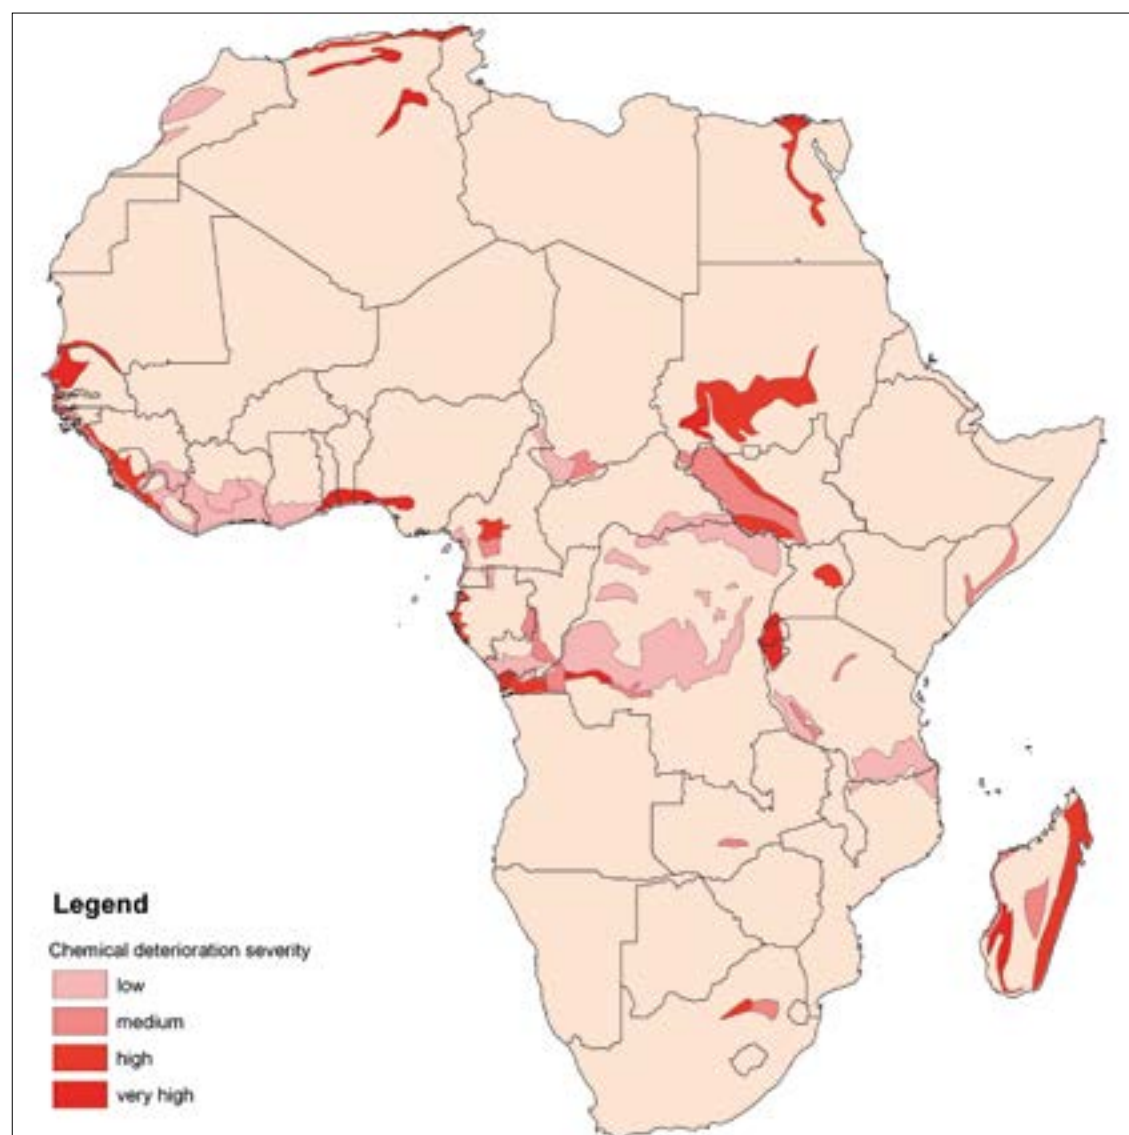 Legend
Chemical deterioration severity
low
medium
high
very high